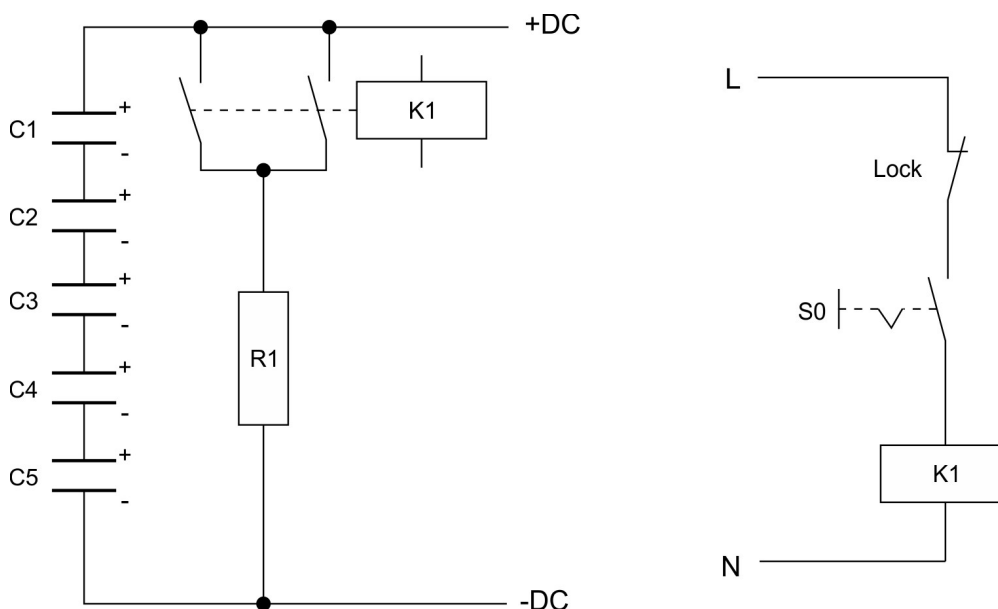 +DC
K1
C1
+
-
C2
+
-
C3
+
-
C4
+
-
C5
+
-
R1
-DC
L
Lock
S0
K1
N